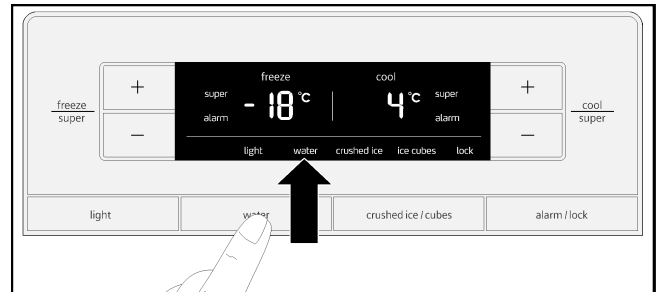 freeze
super
+
−
freeze
super
alarm
-18°C
cool
4°C
super
alarm
light water crushed ice ice cubes lock
+
−
cool
super
light water crushed ice / cubes alarm / lock